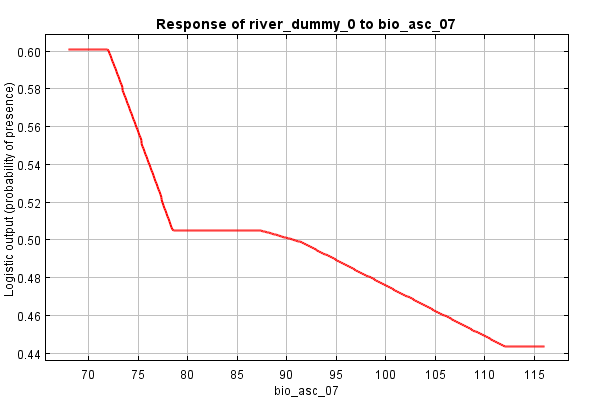 Response of river_dummy_0 to bio_asc_07
Logistic output (probability of presence)
0.60
0.58
0.56
0.54
0.52
0.50
0.48
0.46
0.44
70 75 80 85 90 95 100 105 110 115
bio_asc_07